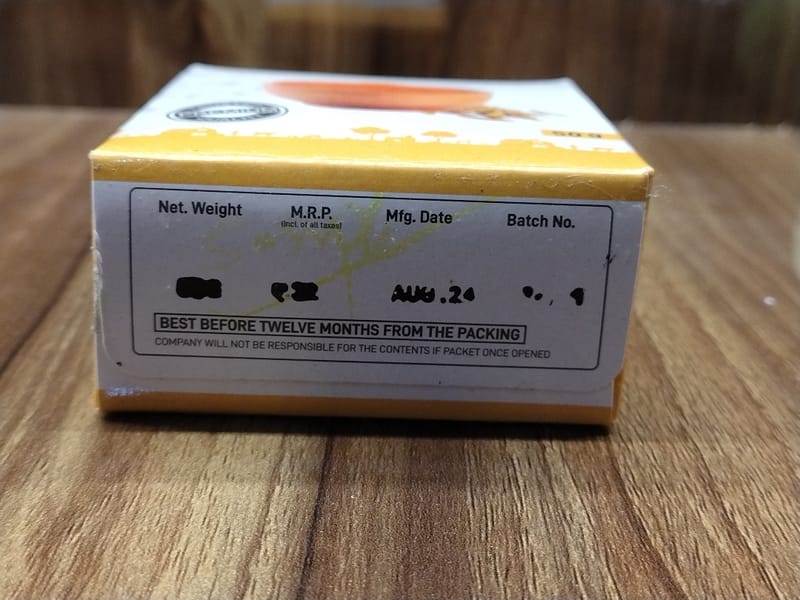 50 g
Net. Weight M.R.P. Mfg. Date Batch No.
(Incl. of all taxes)
AUG.24
BEST BEFORE TWELVE MONTHS FROM THE PACKING
COMPANY WILL NOT BE RESPONSIBLE FOR THE CONTENTS IF PACKET ONCE OPENED